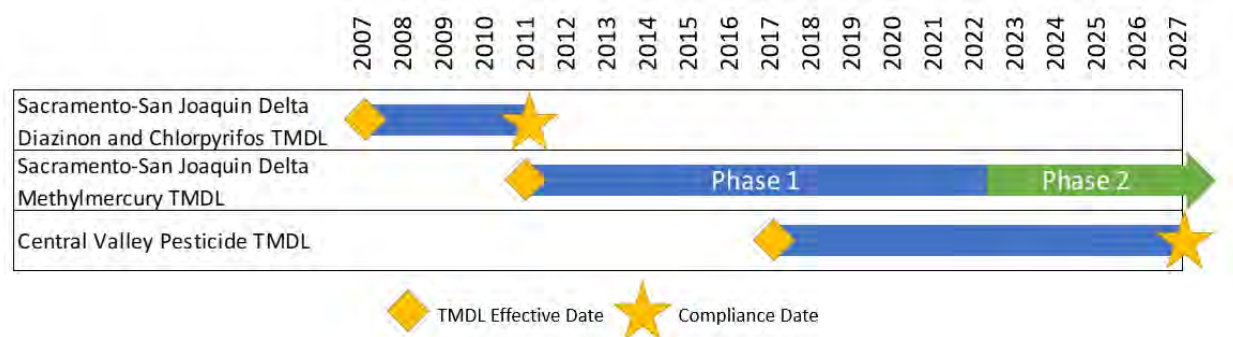 2007 2008 2009 2010 2011 2012 2013 2014 2015 2016 2017 2018 2019 2020 2021 2022 2023 2024 2025 2026 2027
Sacramento-San Joaquin Delta
Diazinon and Chlorpyrifos TMDL
Sacramento-San Joaquin Delta
Methylmercury TMDL
Phase 1 Phase 2
Central Valley Pesticide TMDL
TMDL Effective Date Compliance Date